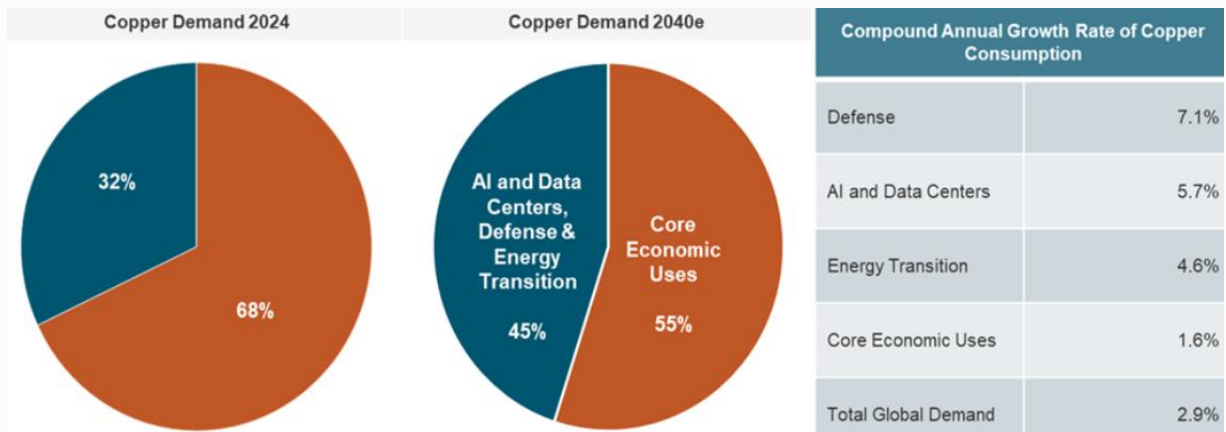 Copper Demand 2024
32%
68%
Copper Demand 2040e
AI and Data
Centers,
Defense &
Energy
Transition
45%
Core
Economic
Uses
55%
Compound Annual Growth Rate of Copper
Consumption
Defense 7.1%
AI and Data Centers 5.7%
Energy Transition 4.6%
Core Economic Uses 1.6%
Total Global Demand 2.9%